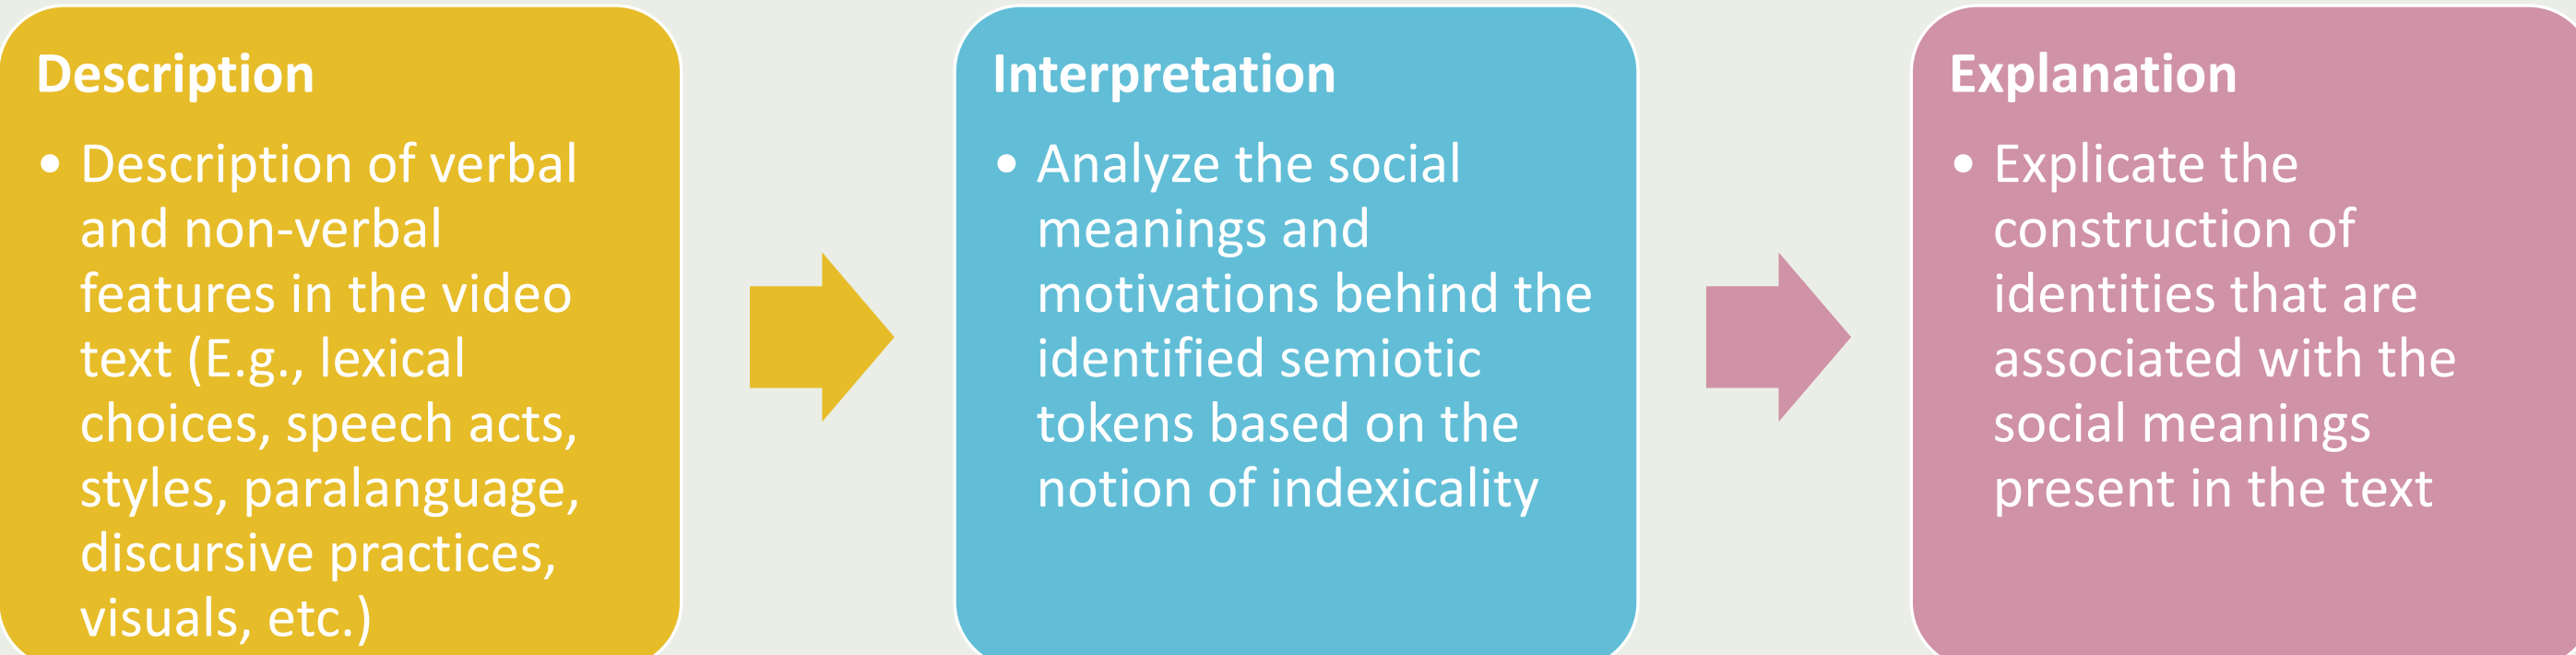 Description
• Description of verbal
and non-verbal
features in the video
text (E.g., lexical
choices, speech acts,
styles, paralanguage,
discursive practices,
visuals, etc.)
Interpretation
• Analyze the social
meanings and
motivations behind the
identified semiotic
tokens based on the
notion of indexicality
Explanation
• Explicate the
construction of
identities that are
associated with the
social meanings
present in the text